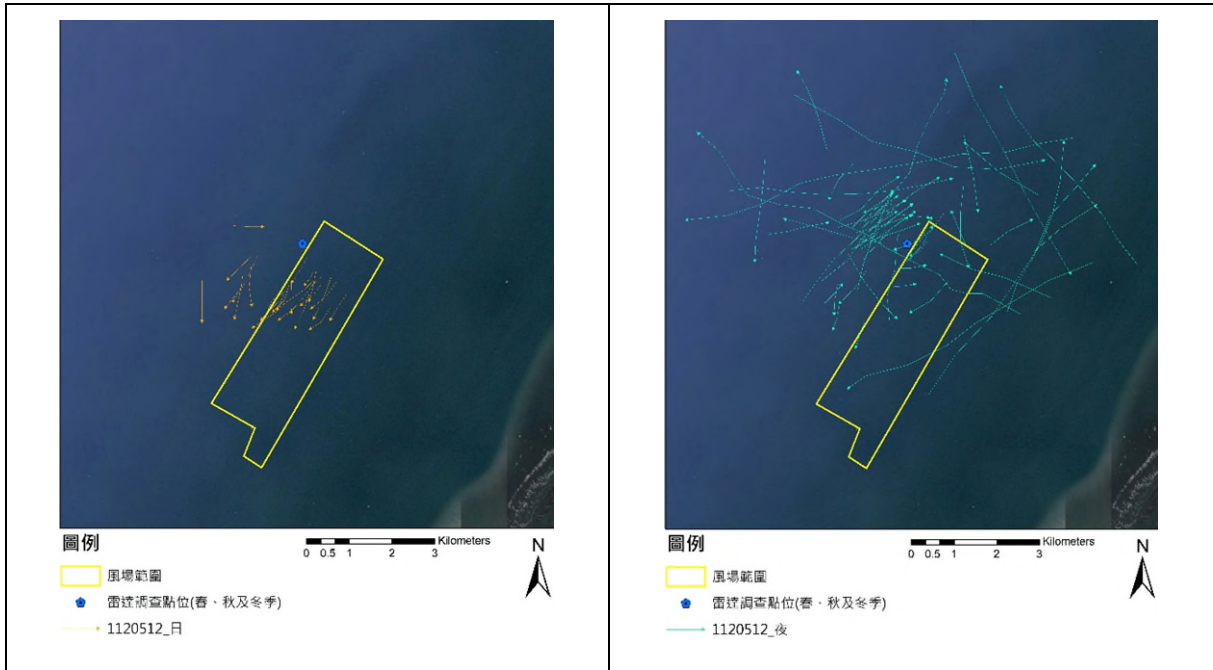 圖例
Kilometers
0 0.5 1 2 3
N
風場範圍
雷達調查點位(春、秋及冬季)
1120512_日
圖例
Kilometers
0 0.5 1 2 3
N
風場範圍
雷達調查點位(春、秋及冬季)
1120512_夜